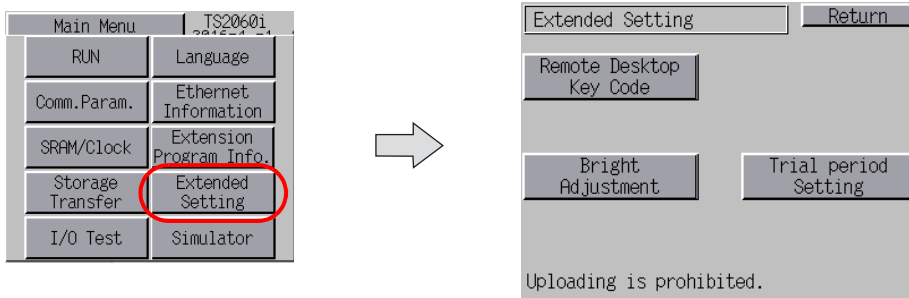 Main Menu
TS2060i
RUN
Language
Comm.Param.
Ethernet
Information
SRAM/Clock
Extension
Program Info.
Storage
Transfer
Extended
Setting
I/O Test
Simulator
Extended Setting
Return
Remote Desktop
Key Code
Bright
Adjustment
Trial period
Setting
Uploading is prohibited.